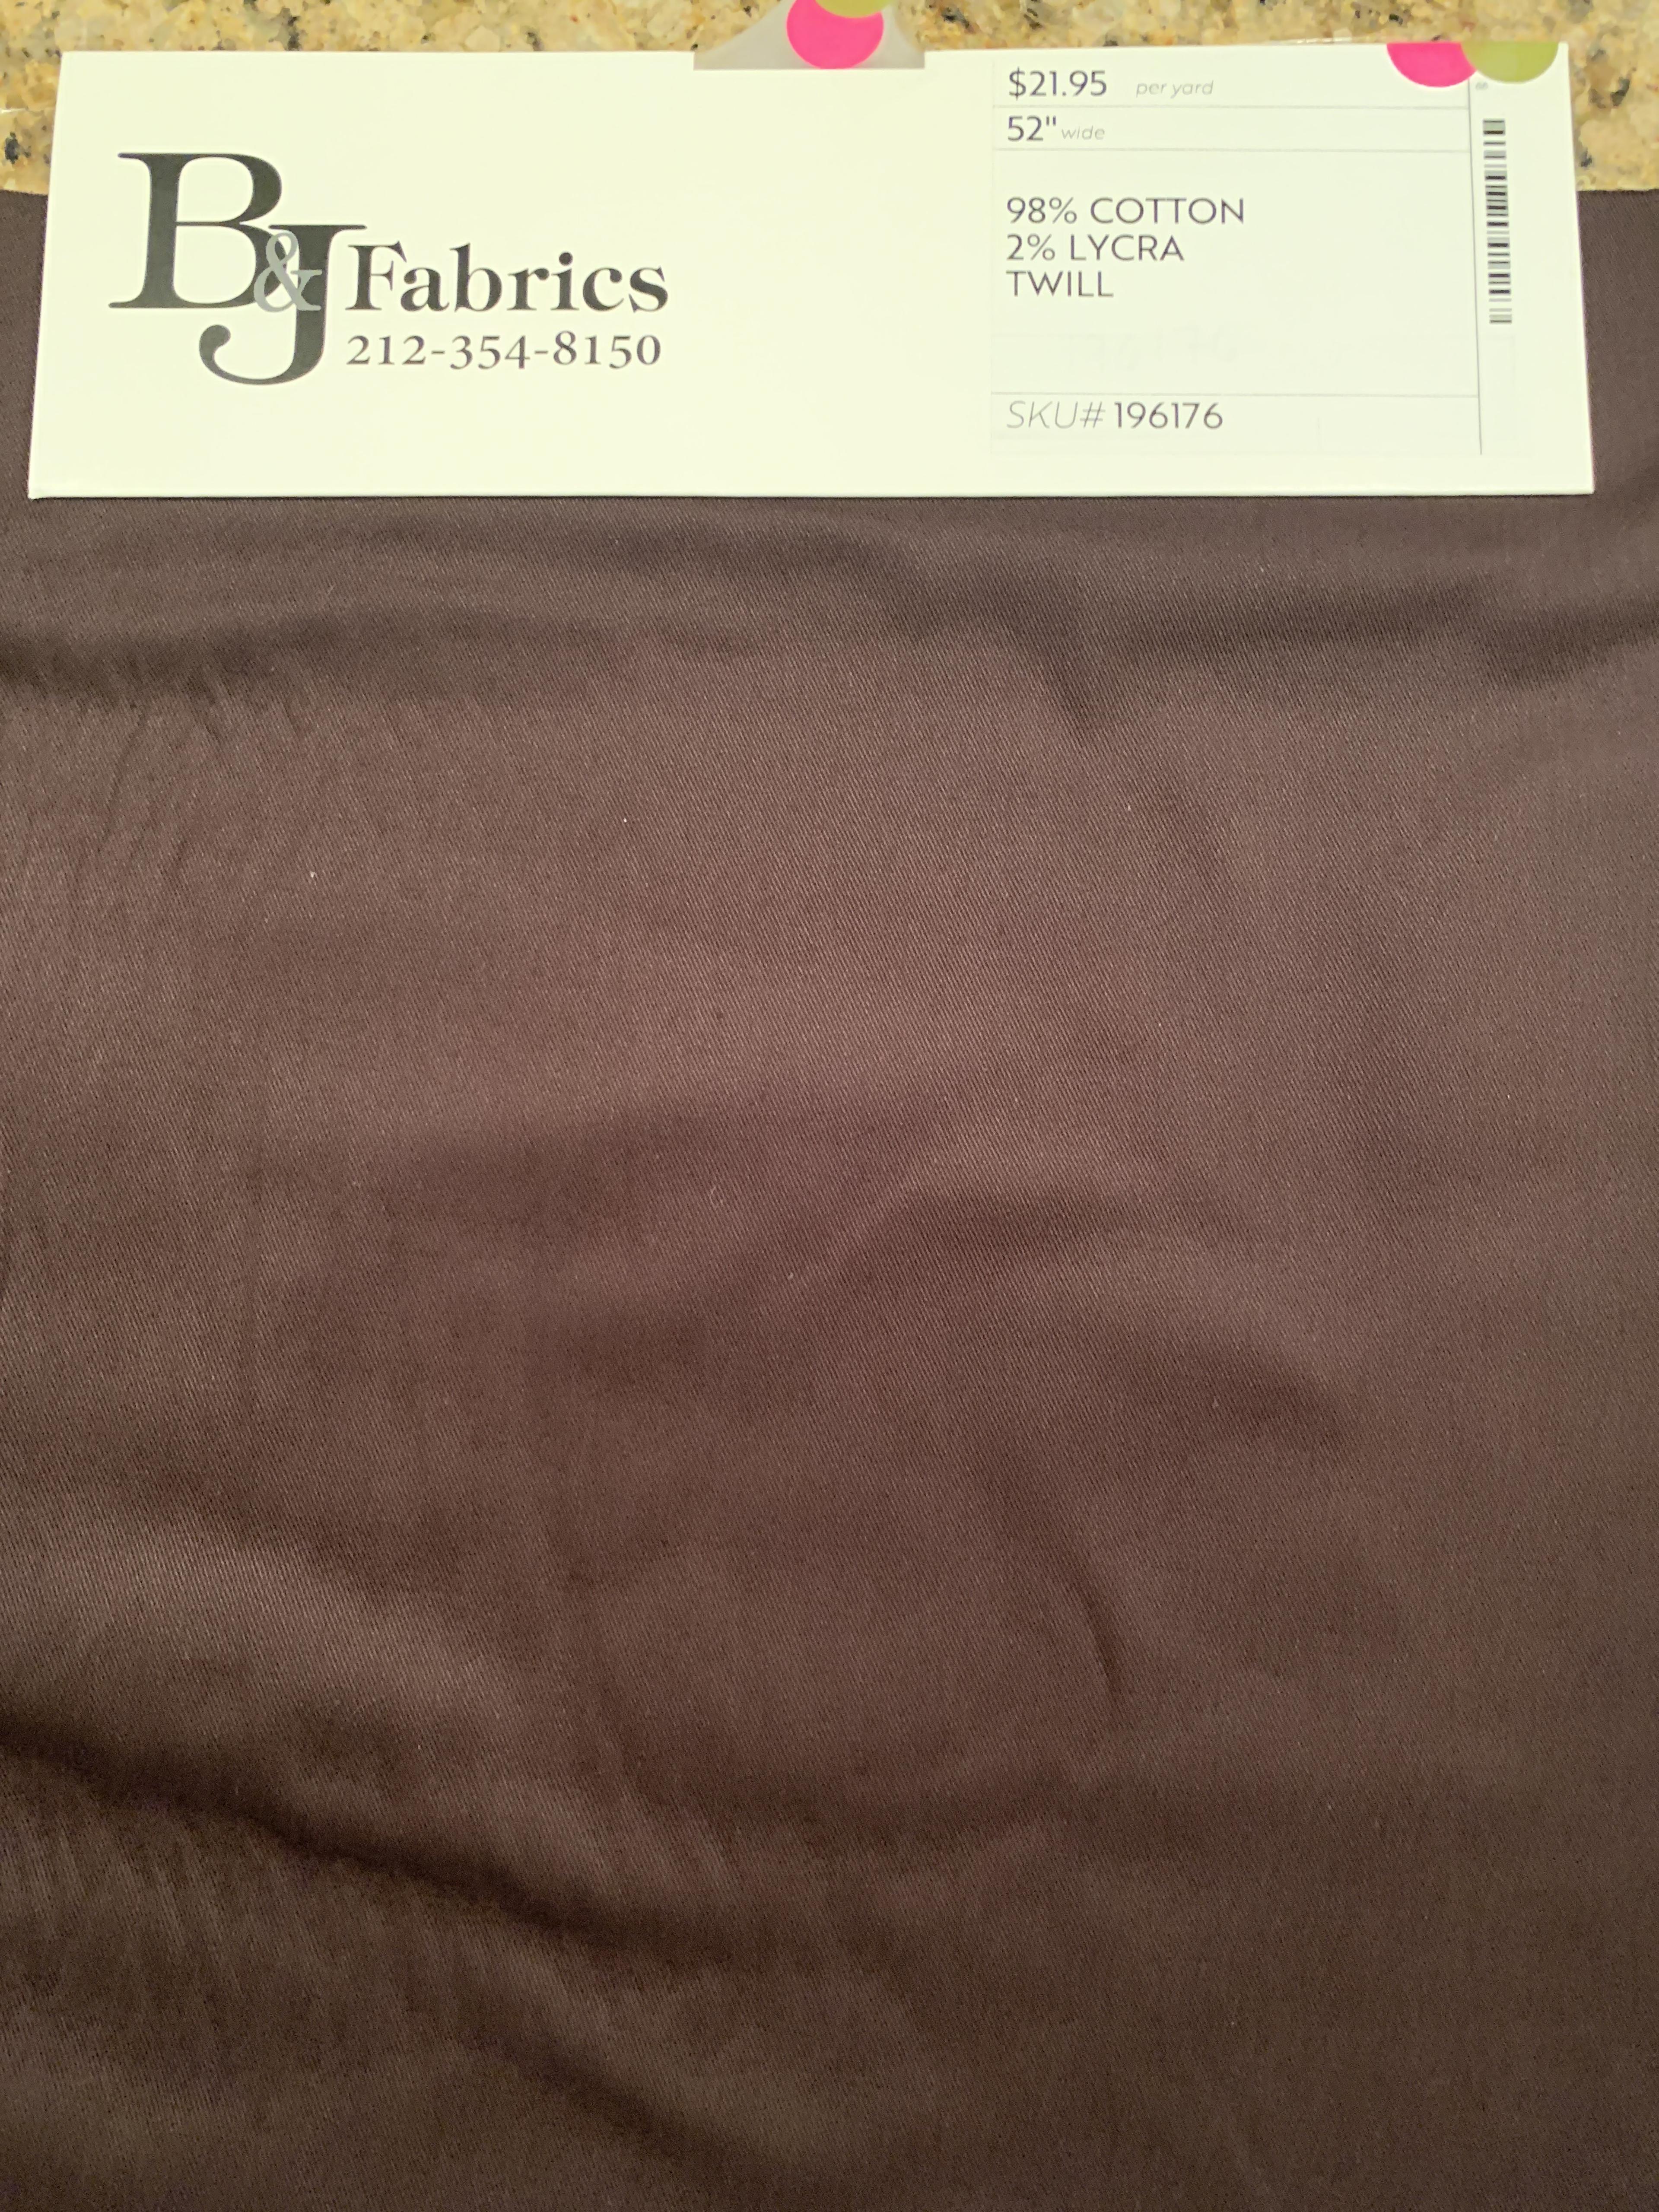 B&J Fabrics
212-354-8150
$21.95 per yard
52" wide
98% COTTON
2% LYCRA
TWILL
SKU# 196176